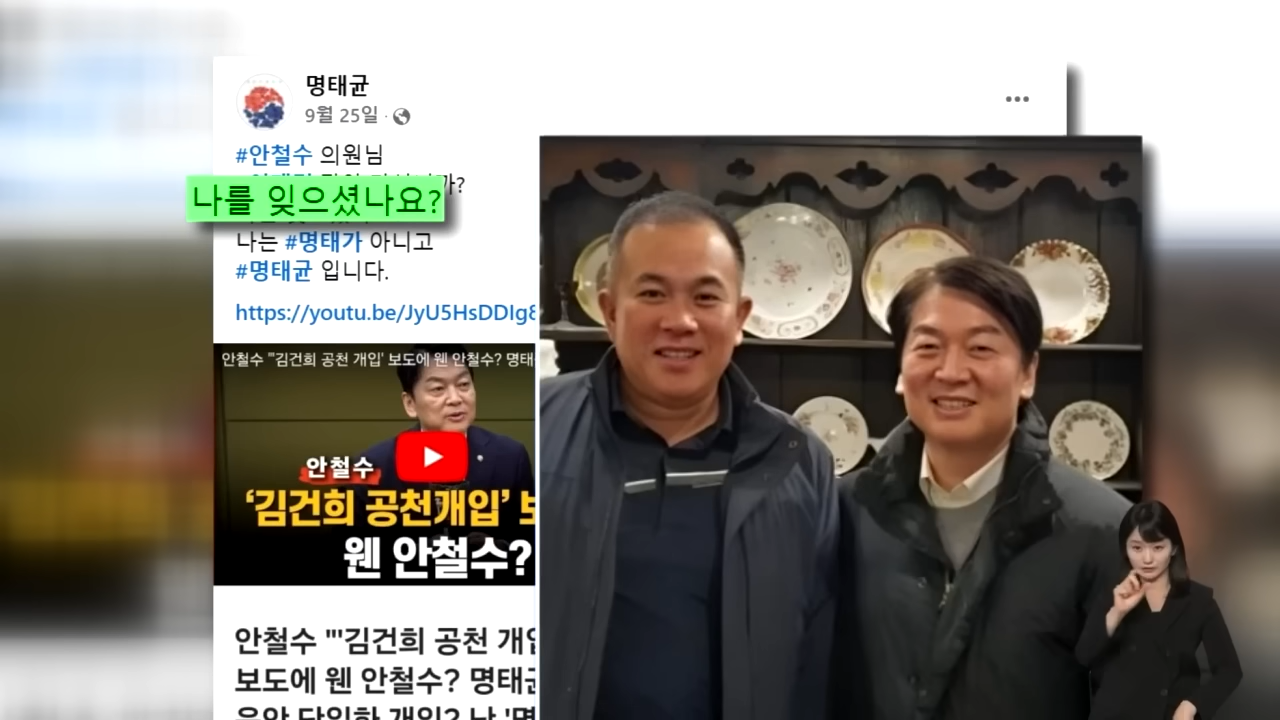 명태균
9월 25일
#안철수 의원님
나를 잊으셨나요?
나는 #명태가 아니고
#명태균 입니다.
https://youtu.be/JyU5HsDDIg8
안철수 "'김건희 공천 개입' 보도에 웬 안철수? 명태
안철수
'김건희 공천개입' 보
웬 안철수?
안철수 "'김건희 공천 개입
보도에 웬 안철수? 명태균